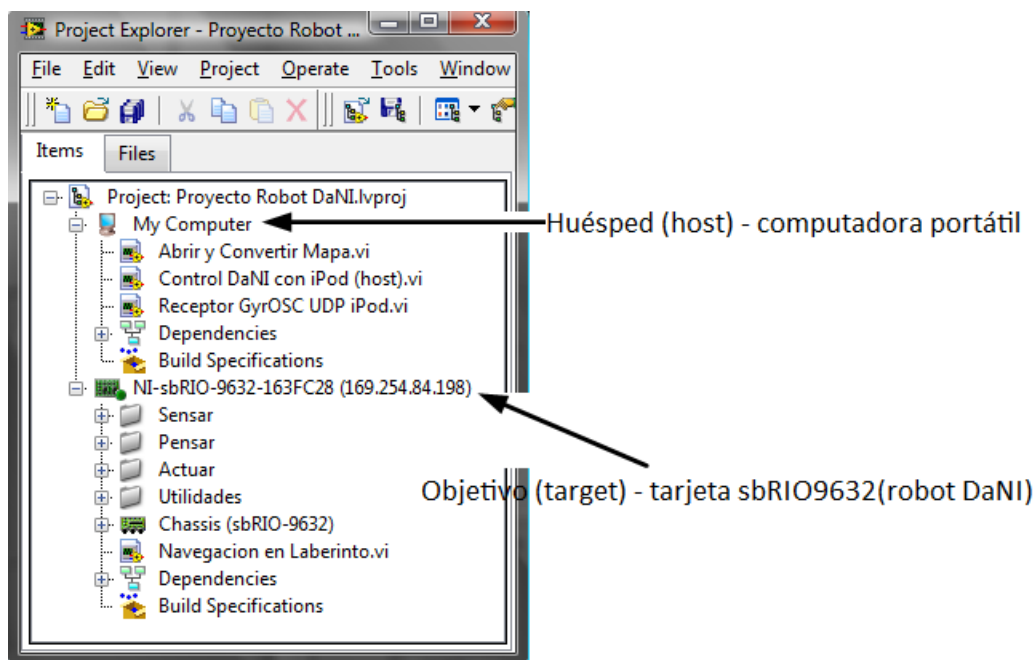 Project Explorer - Proyecto Robot ...
File Edit View Project Operate Tools Window
Items Files
Project: Proyecto Robot DaNI.lvproj
My Computer
Huésped (host) - computadora portátil
Abrir y Convertir Mapa.vi
Control DaNI con iPod (host).vi
Receptor GyrOSC UDP iPod.vi
Dependencies
Build Specifications
NI-sbRIO-9632-163FC28 (169.254.84.198)
Sensar
Pensar
Actuar
Utilidades
Objetivo (target) - tarjeta sbRIO9632(robot DaNI)
Chassis (sbRIO-9632)
Navegacion en Laberinto.vi
Dependencies
Build Specifications